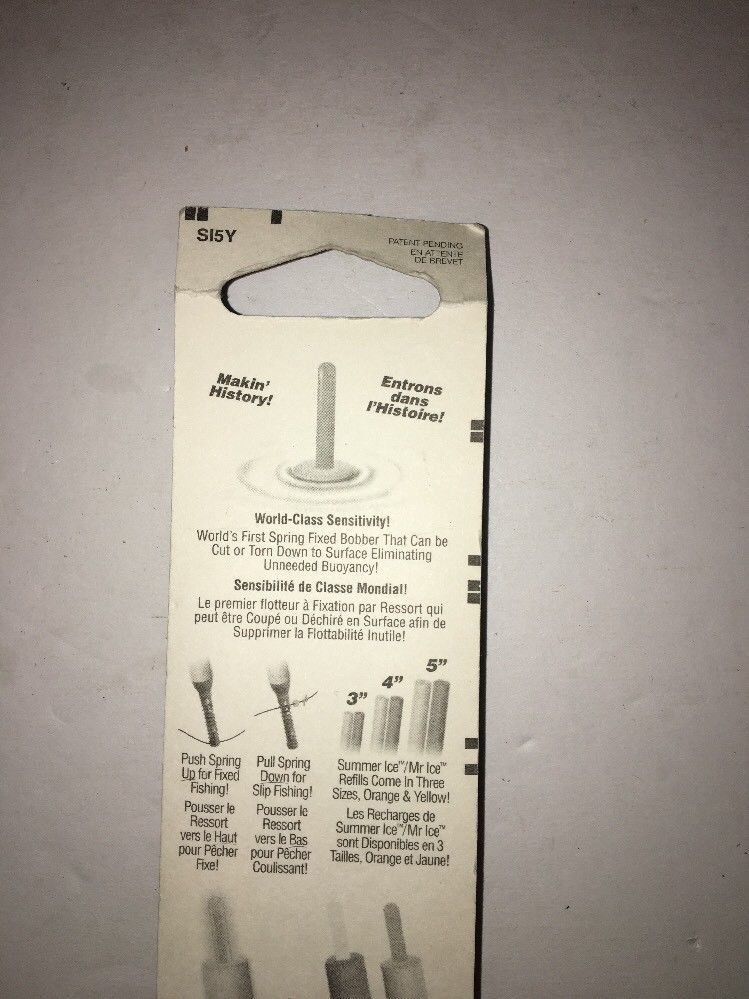 SI5Y
PATENT PENDING
EN ATTENTE
DE BREVET
Makin'
History!
Entrons
dans
l'Histoire!
World-Class Sensitivity!
World's First Spring Fixed Bobber That Can be
Cut or Torn Down to Surface Eliminating
Unneeded Buoyancy!
Sensibilité de Classe Mondial!
Le premier flotteur à Fixation par Ressort qui
peut être Coupé ou Déchiré en Surface afin de
Supprimer la Flottabilité Inutile!
3"
4"
5"
Push Spring
Up for Fixed
Fishing!
Pousser le
Ressort
vers le Haut
pour Pêcher
Fixe!
Pull Spring
Down for
Slip Fishing!
Pousser le
Ressort
vers le Bas
pour Pêcher
Coulissant!
Summer Ice™/Mr Ice™
Refills Come In Three
Sizes, Orange & Yellow!
Les Recharges de
Summer Ice™/Mr Ice™
sont Disponibles en 3
Tailles, Orange et Jaune!